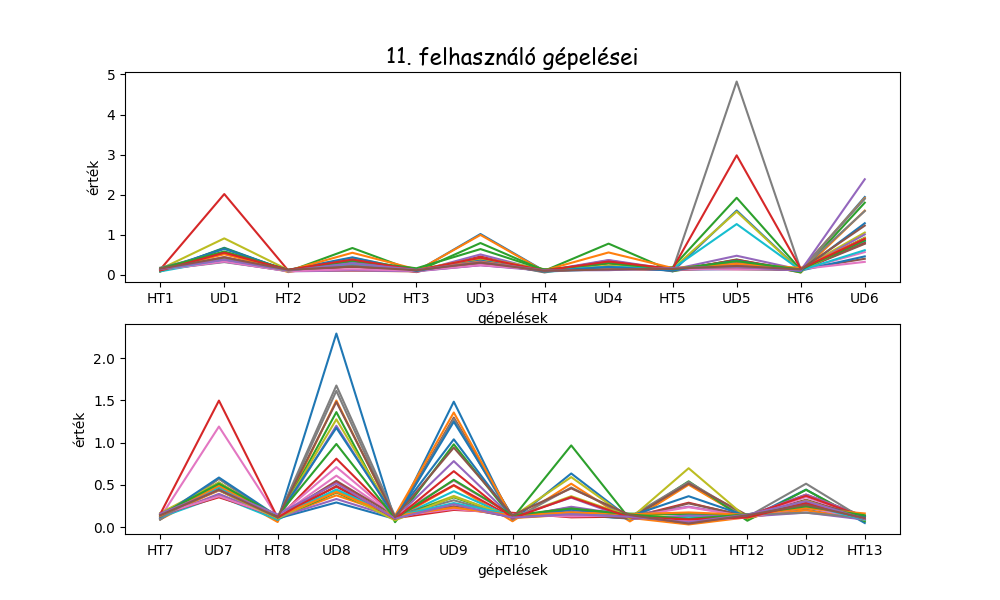 11. felhasználó gépelései
5
4
3
2
1
0
érték
HT1 UD1 HT2 UD2 HT3 UD3 HT4 UD4 HT5 UD5 HT6 UD6
gépelések
2.0
1.5
1.0
0.5
0.0
érték
HT7 UD7 HT8 UD8 HT9 UD9 HT10 UD10 HT11 UD11 HT12 UD12 HT13
gépelések